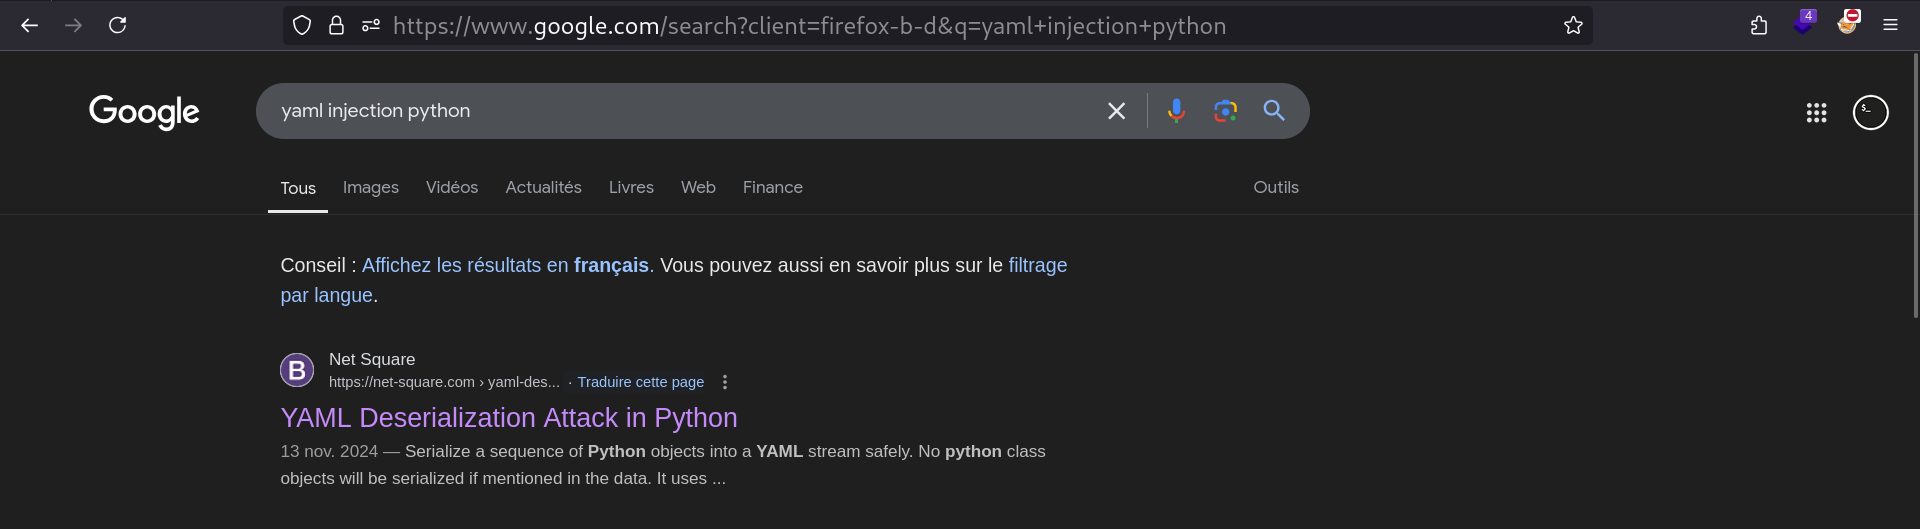 https://www.google.com/search?client=firefox-b-d&q=yaml+injection+python
4
Google
yaml injection python
$_
Tous Images Vidéos Actualités Livres Web Finance Outils
Conseil : Affichez les résultats en français. Vous pouvez aussi en savoir plus sur le filtrage
par langue.
B
Net Square
https://net-square.com › yaml-des... · Traduire cette page
YAML Deserialization Attack in Python
13 nov. 2024 — Serialize a sequence of Python objects into a YAML stream safely. No python class
objects will be serialized if mentioned in the data. It uses ...